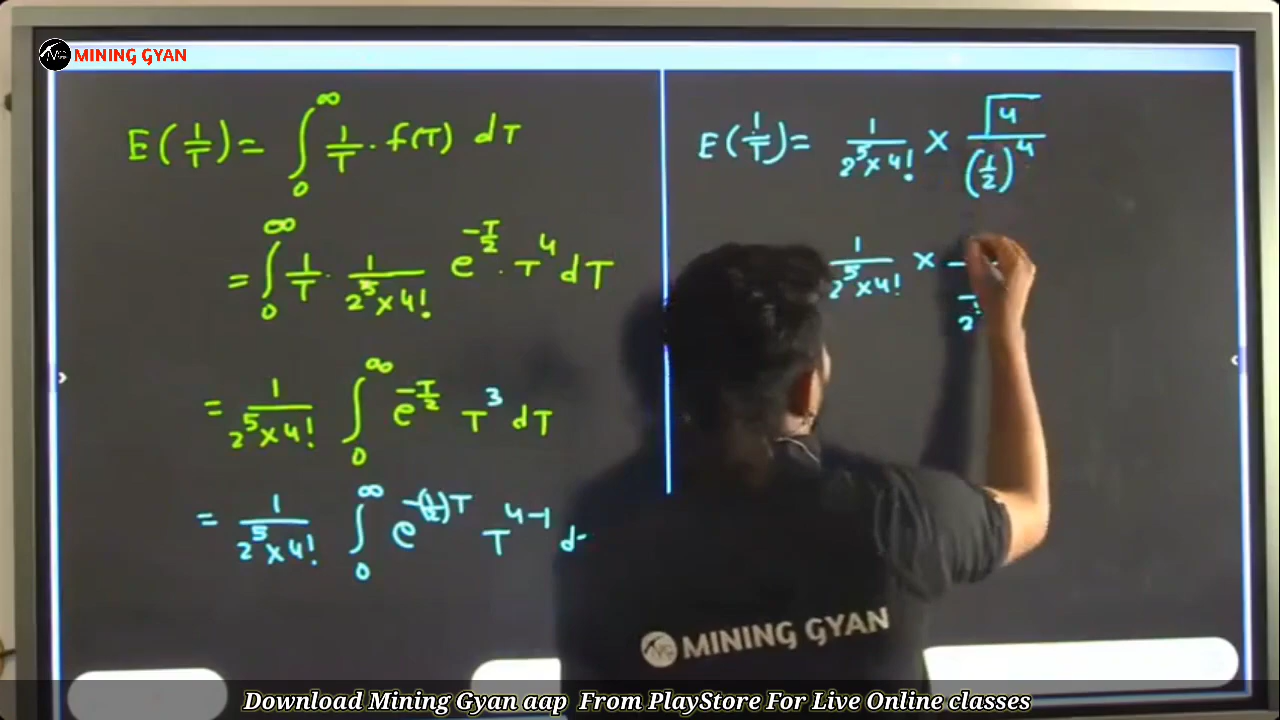 MINING GYAN
E(1/T) = ∫₀^∞ 1/T · f(T) dT
= ∫₀^∞ 1/T · 1/(2⁵×4!) e^(-T/2) · T⁴ dT
= 1/(2⁵×4!) ∫₀^∞ e^(-T/2) T³ dT
= 1/(2⁵×4!) ∫₀^∞ e^(-(1/2)T) T^(4-1) d
E(1/T) = 1/(2⁵×4!) × Γ4/(1/2)⁴
1/(2⁵×4!) ×
MINING GYAN
Download Mining Gyan aap From PlayStore For Live Online classes